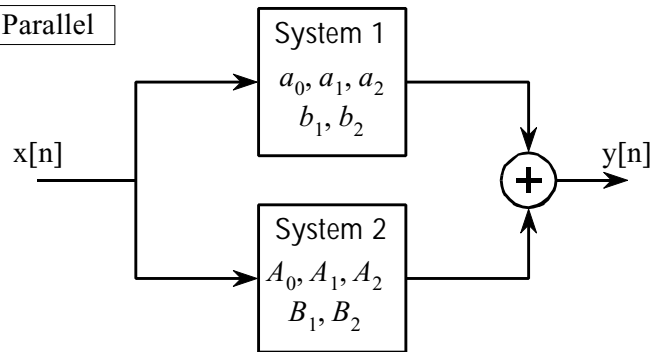 Parallel
System 1
a₀, a₁, a₂
b₁, b₂
x[n]
+
y[n]
System 2
A₀, A₁, A₂
B₁, B₂